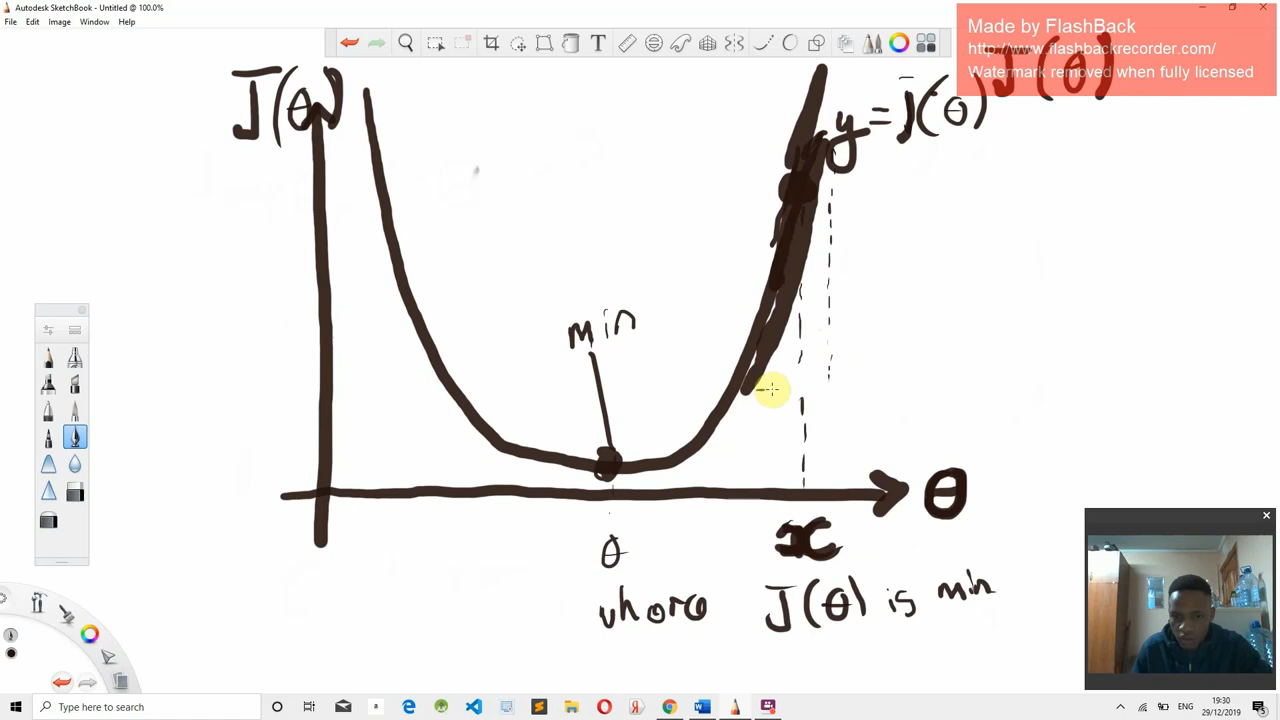 Autodesk SketchBook - Untitled @ 100.0%
File Edit Image Window Help
Made by FlashBack
http://www.flashbackrecorder.com/
Watermark removed when fully licensed
J(θ)
y = J(θ)
J(θ)
min
θ
θ
x
where J(θ) is min
Type here to search
ENG
19:30
29/12/2019